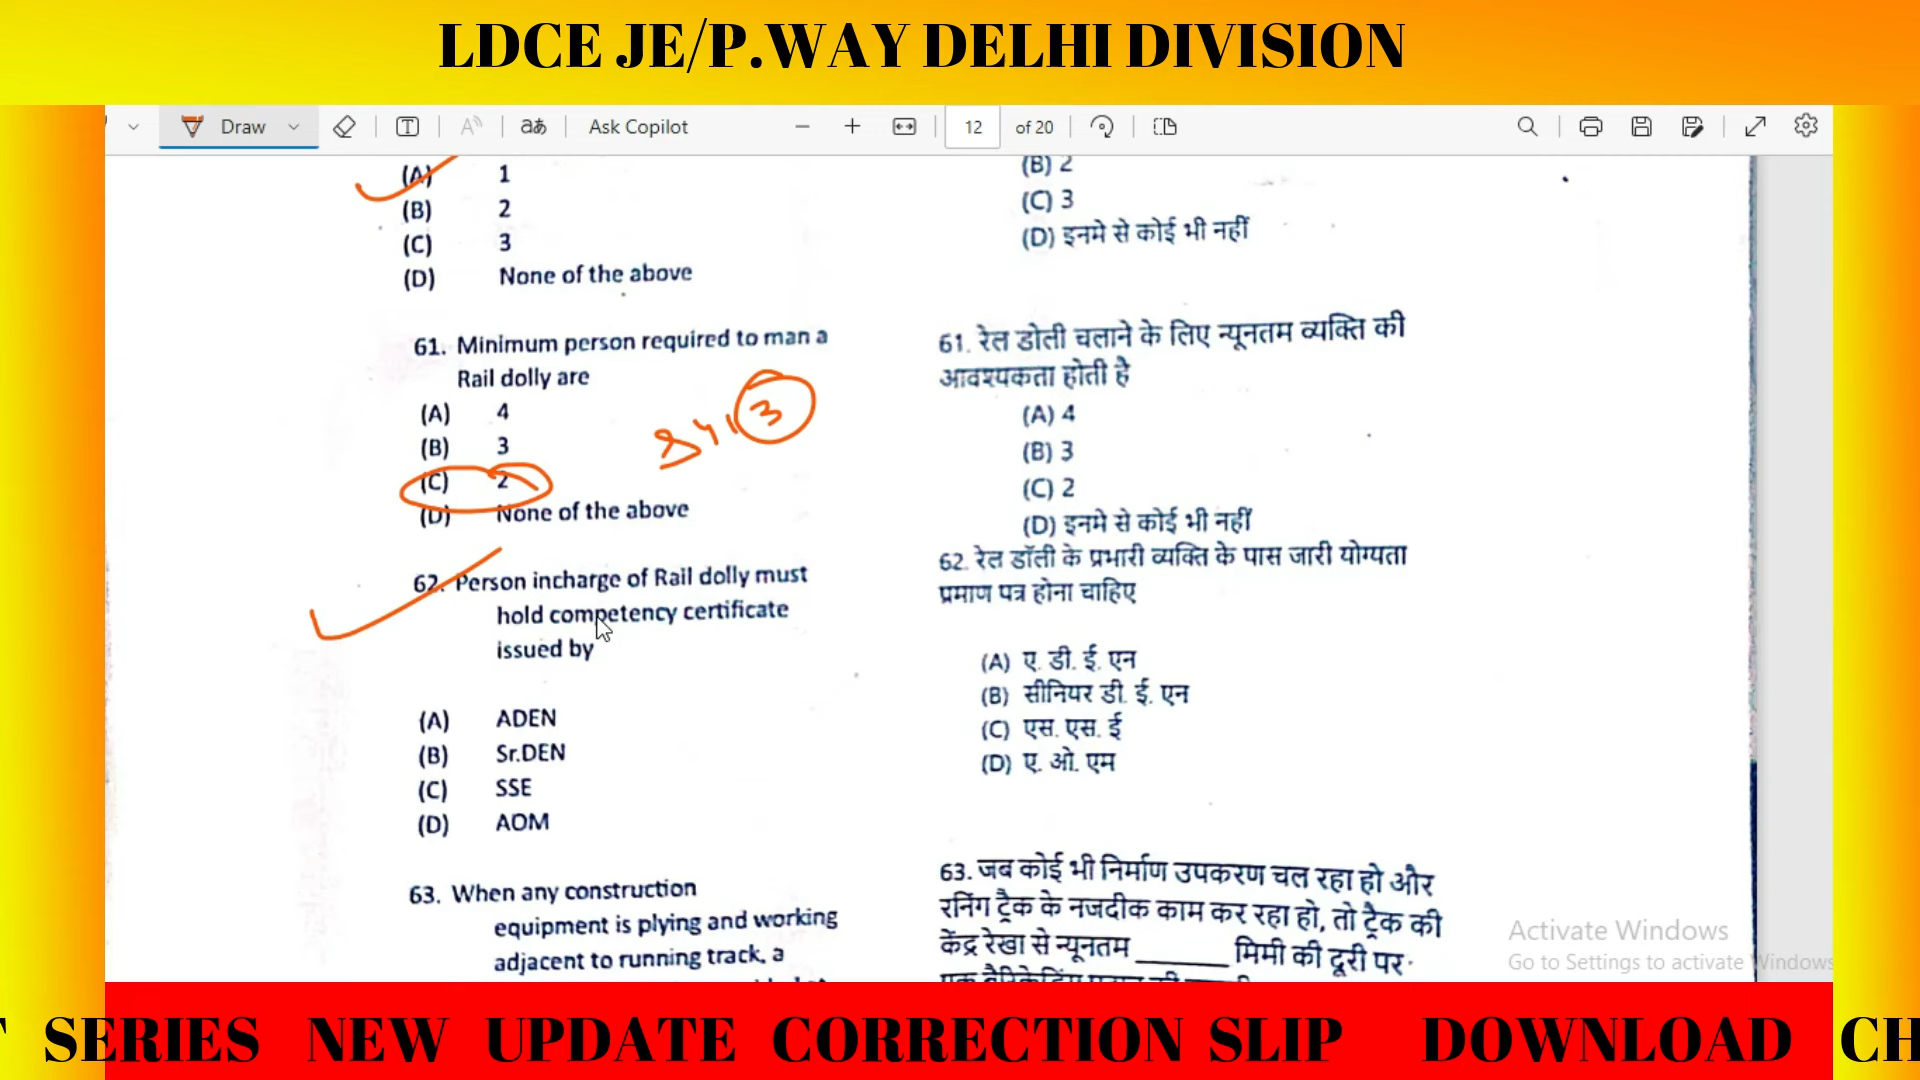 LDCE JE/P.WAY DELHI DIVISION
Draw
Ask Copilot
12 of 20
(A) 1
(B) 2
(C) 3
(D) None of the above
61. Minimum person required to man a
Rail dolly are
(A) 4
(B) 3
(C) 2
(D) None of the above
3
62. Person incharge of Rail dolly must
hold competency certificate
issued by
(A) ADEN
(B) Sr.DEN
(C) SSE
(D) AOM
63. When any construction
equipment is plying and working
adjacent to running track, a
(B) 2
(C) 3
(D) इनमे से कोई भी नहीं
61. रेल डोली चलाने के लिए न्यूनतम व्यक्ति की
आवश्यकता होती है
(A) 4
(B) 3
(C) 2
(D) इनमे से कोई भी नहीं
62. रेल डॉली के प्रभारी व्यक्ति के पास जारी योग्यता
प्रमाण पत्र होना चाहिए
(A) ए. डी. ई. एन
(B) सीनियर डी. ई. एन
(C) एस. एस. ई
(D) ए. ओ. एम
63. जब कोई भी निर्माण उपकरण चल रहा हो और
रनिंग ट्रैक के नजदीक काम कर रहा हो, तो ट्रैक की
केंद्र रेखा से न्यूनतम ______ मिमी की दूरी पर
Activate Windows
Go to Settings to activate Windows
SERIES NEW UPDATE CORRECTION SLIP DOWNLOAD CH